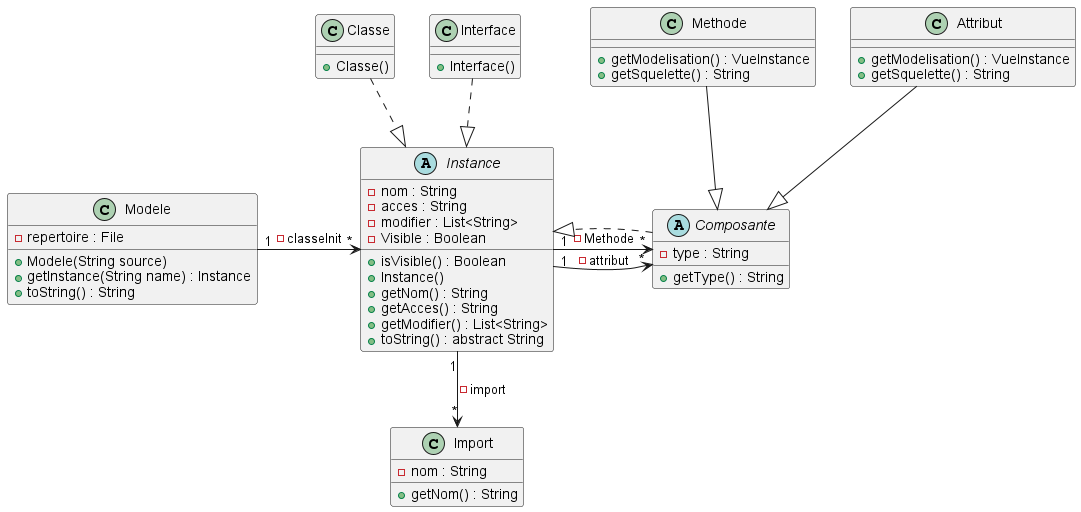 C Classe
+ Classe()
C Interface
+ Interface()
C Methode
getModelisation() : VueInstance
getSquelette() : String
C Attribut
getModelisation() : VueInstance
getSquelette() : String
A Instance
nom : String
acces : String
modifier : List<String>
Visible : Boolean
isVisible() : Boolean
Instance()
getNom() : String
getAcces() : String
getModifier() : List<String>
toString() : abstract String
C Modele
repertoire : File
Modele(String source)
getInstance(String name) : Instance
toString() : String
1 classeInit *
A Composante
type : String
getType() : String
1 Methode *
1 attribut *
1
import
*
C Import
nom : String
getNom() : String